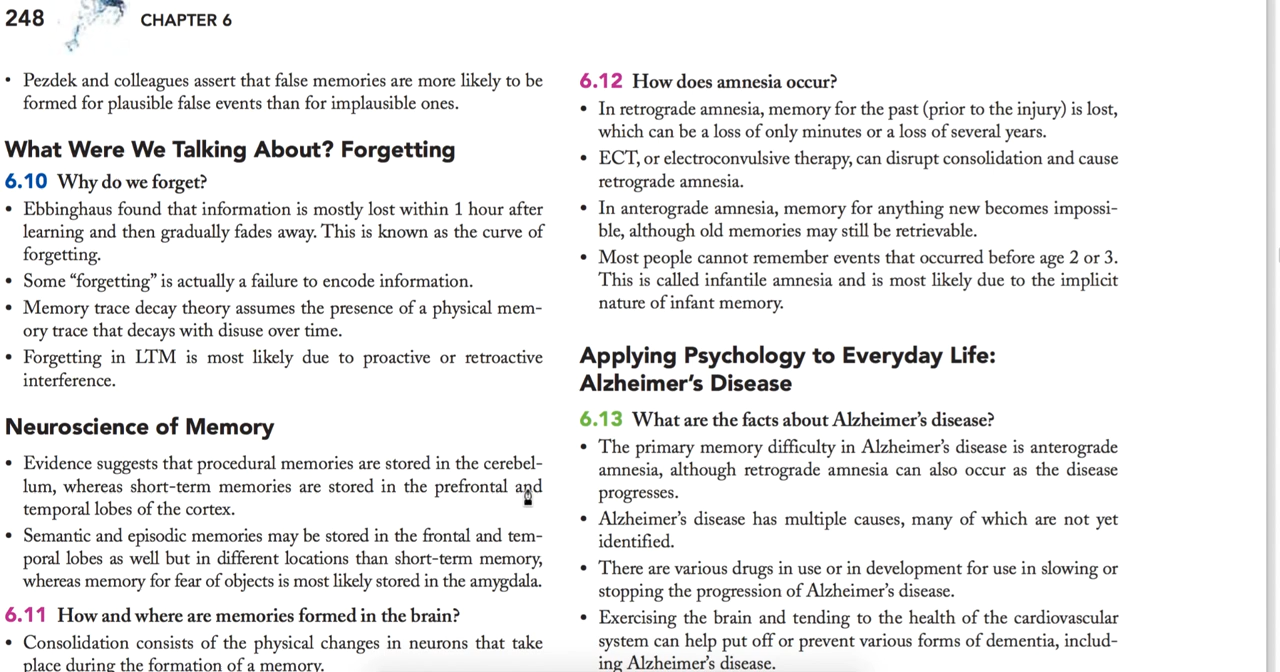 248 CHAPTER 6
• Pezdek and colleagues assert that false memories are more likely to be
formed for plausible false events than for implausible ones.
What Were We Talking About? Forgetting
6.10 Why do we forget?
• Ebbinghaus found that information is mostly lost within 1 hour after
learning and then gradually fades away. This is known as the curve of
forgetting.
• Some “forgetting” is actually a failure to encode information.
• Memory trace decay theory assumes the presence of a physical mem-
ory trace that decays with disuse over time.
• Forgetting in LTM is most likely due to proactive or retroactive
interference.
Neuroscience of Memory
• Evidence suggests that procedural memories are stored in the cerebel-
lum, whereas short-term memories are stored in the prefrontal and
temporal lobes of the cortex.
• Semantic and episodic memories may be stored in the frontal and tem-
poral lobes as well but in different locations than short-term memory,
whereas memory for fear of objects is most likely stored in the amygdala.
6.11 How and where are memories formed in the brain?
• Consolidation consists of the physical changes in neurons that take
place during the formation of a memory.
6.12 How does amnesia occur?
• In retrograde amnesia, memory for the past (prior to the injury) is lost,
which can be a loss of only minutes or a loss of several years.
• ECT, or electroconvulsive therapy, can disrupt consolidation and cause
retrograde amnesia.
• In anterograde amnesia, memory for anything new becomes impossi-
ble, although old memories may still be retrievable.
• Most people cannot remember events that occurred before age 2 or 3.
This is called infantile amnesia and is most likely due to the implicit
nature of infant memory.
Applying Psychology to Everyday Life:
Alzheimer’s Disease
6.13 What are the facts about Alzheimer’s disease?
• The primary memory difficulty in Alzheimer’s disease is anterograde
amnesia, although retrograde amnesia can also occur as the disease
progresses.
• Alzheimer’s disease has multiple causes, many of which are not yet
identified.
• There are various drugs in use or in development for use in slowing or
stopping the progression of Alzheimer’s disease.
• Exercising the brain and tending to the health of the cardiovascular
system can help put off or prevent various forms of dementia, includ-
ing Alzheimer’s disease.